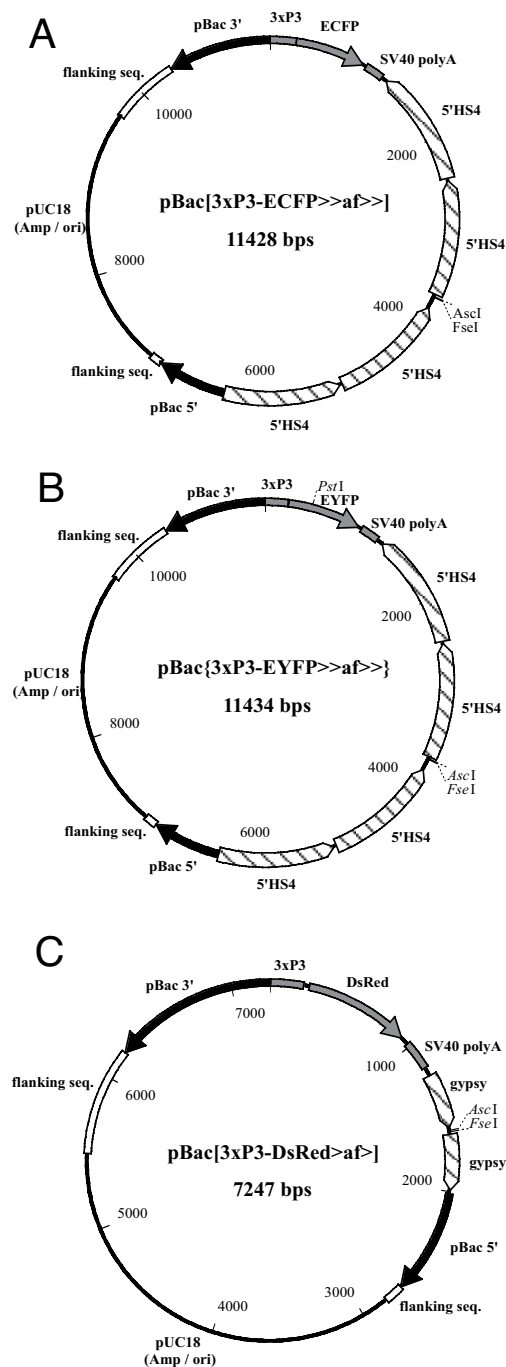 A
3xP3
ECFP
pBac 3'
SV40 polyA
flanking seq.
5'HS4
10000
2000
pUC18
(Amp / ori)
pBac[3xP3-ECFP>>af>>]
11428 bps
5'HS4
8000
4000
AscI
FseI
flanking seq.
6000
5'HS4
pBac 5'
5'HS4
B
3xP3
PstI
EYFP
pBac 3'
SV40 polyA
flanking seq.
5'HS4
10000
2000
pUC18
(Amp / ori)
pBac{3xP3-EYFP>>af>>}
11434 bps
5'HS4
8000
4000
AscI
FseI
flanking seq.
6000
5'HS4
pBac 5'
5'HS4
C
3xP3
DsRed
pBac 3'
7000
SV40 polyA
1000
flanking seq.
gypsy
6000
AscI
FseI
pBac[3xP3-DsRed>af>]
7247 bps
gypsy
2000
5000
pBac 5'
4000
3000
flanking seq.
pUC18
(Amp / ori)